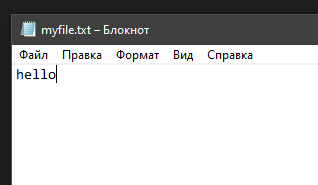 myfile.txt – Блокнот
Файл Правка Формат Вид Справка
hello